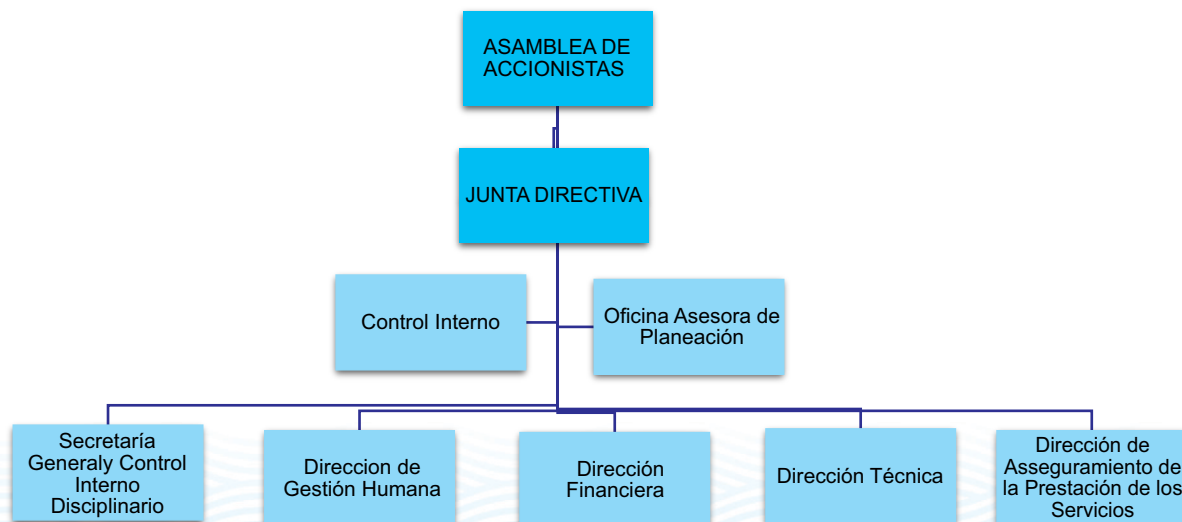 ASAMBLEA DE
ACCIONISTAS
JUNTA DIRECTIVA
Control Interno
Oficina Asesora de
Planeación
Secretaría
Generaly Control
Interno
Disciplinario
Direccion de
Gestión Humana
Dirección
Financiera
Dirección Técnica
Dirección de
Asseguramiento de
la Prestación de los
Servicios